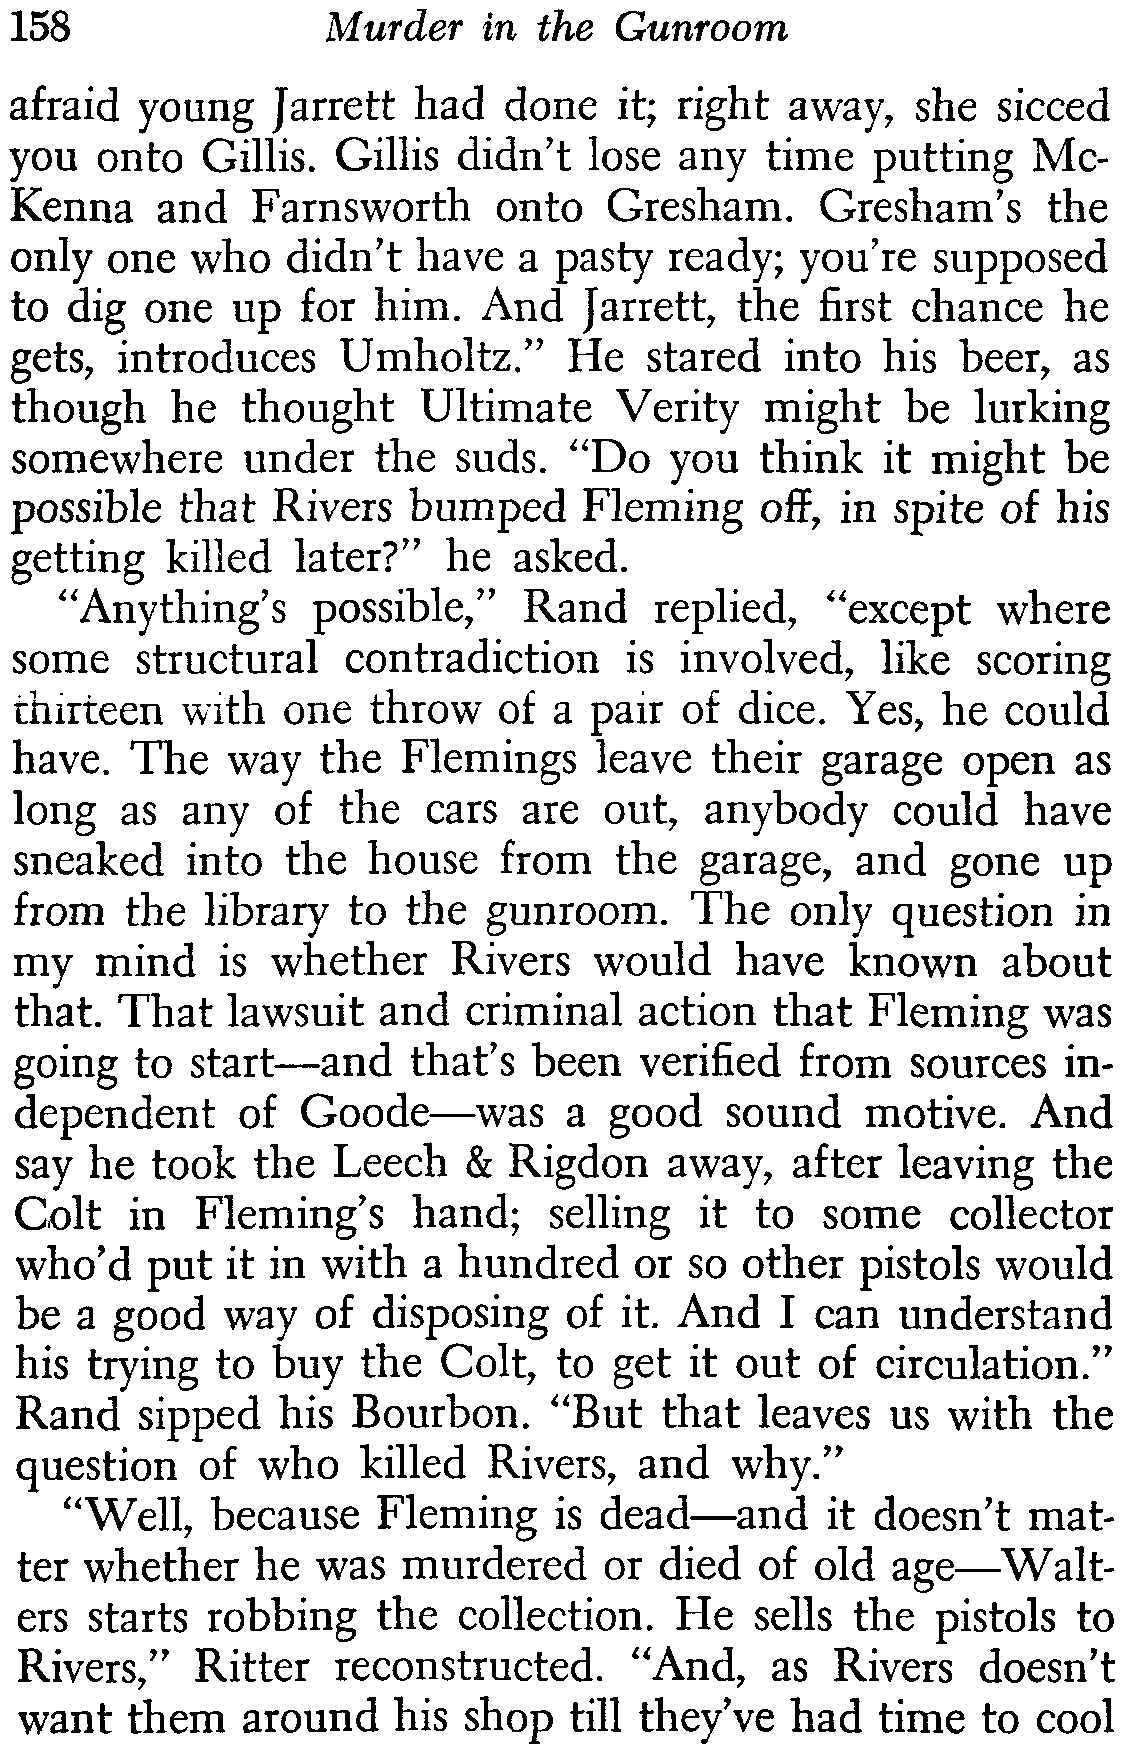 158 Murder in the Gunroom
afraid young Jarrett had done it; right away, she sicced
you onto Gillis. Gillis didn't lose any time putting Mc-
Kenna and Farnsworth onto Gresham. Gresham's the
only one who didn't have a pasty ready; you're supposed
to dig one up for him. And Jarrett, the first chance he
gets, introduces Umholtz.” He stared into his beer, as
though he thought Ultimate Verity might be lurking
somewhere under the suds. “Do you think it might be
possible that Rivers bumped Fleming off, in spite of his
getting killed later?” he asked.
“Anything's possible,” Rand replied, “except where
some structural contradiction is involved, like scoring
thirteen with one throw of a pair of dice. Yes, he could
have. The way the Flemings leave their garage open as
long as any of the cars are out, anybody could have
sneaked into the house from the garage, and gone up
from the library to the gunroom. The only question in
my mind is whether Rivers would have known about
that. That lawsuit and criminal action that Fleming was
going to start—and that's been verified from sources in-
dependent of Goode—was a good sound motive. And
say he took the Leech & Rigdon away, after leaving the
Colt in Fleming's hand; selling it to some collector
who'd put it in with a hundred or so other pistols would
be a good way of disposing of it. And I can understand
his trying to buy the Colt, to get it out of circulation.”
Rand sipped his Bourbon. “But that leaves us with the
question of who killed Rivers, and why.”
“Well, because Fleming is dead—and it doesn't mat-
ter whether he was murdered or died of old age—Walt-
ers starts robbing the collection. He sells the pistols to
Rivers,” Ritter reconstructed. “And, as Rivers doesn't
want them around his shop till they've had time to cool